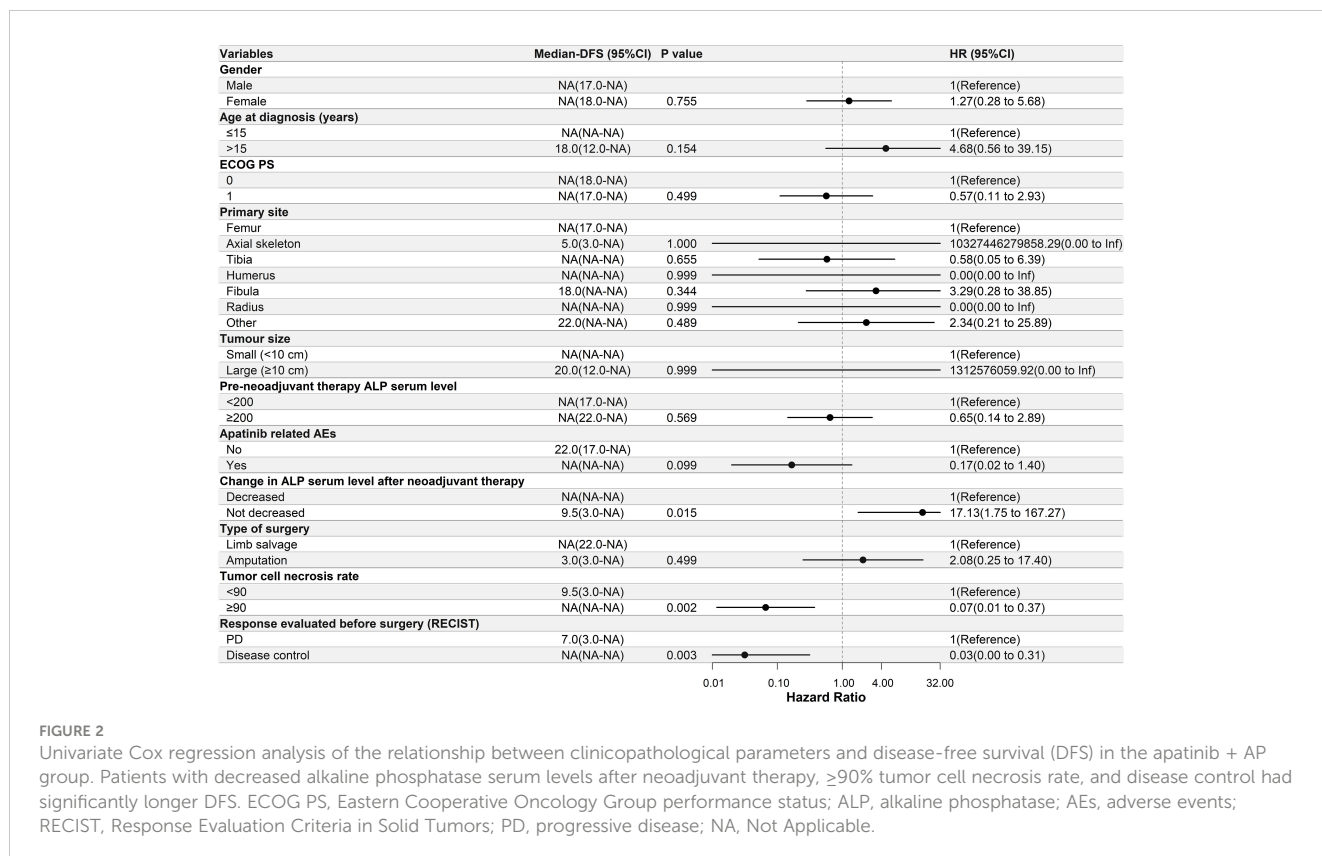 Variables Median-DFS (95%CI) P value HR (95%CI)
Gender
Male NA(17.0-NA) 1(Reference)
Female NA(18.0-NA) 0.755 1.27(0.28 to 5.68)
Age at diagnosis (years)
≤15 NA(NA-NA) 1(Reference)
>15 18.0(12.0-NA) 0.154 4.68(0.56 to 39.15)
ECOG PS
0 NA(18.0-NA) 1(Reference)
1 NA(17.0-NA) 0.499 0.57(0.11 to 2.93)
Primary site
Femur NA(17.0-NA) 1(Reference)
Axial skeleton 5.0(3.0-NA) 1.000 10327446279858.29(0.00 to Inf)
Tibia NA(NA-NA) 0.655 0.58(0.05 to 6.39)
Humerus NA(NA-NA) 0.999 0.00(0.00 to Inf)
Fibula 18.0(NA-NA) 0.344 3.29(0.28 to 38.85)
Radius NA(NA-NA) 0.999 0.00(0.00 to Inf)
Other 22.0(NA-NA) 0.489 2.34(0.21 to 25.89)
Tumour size
Small (<10 cm) NA(NA-NA) 1(Reference)
Large (≥10 cm) 20.0(12.0-NA) 0.999 1312576059.92(0.00 to Inf)
Pre-neoadjuvant therapy ALP serum level
<200 NA(17.0-NA) 1(Reference)
≥200 NA(22.0-NA) 0.569 0.65(0.14 to 2.89)
Apatinib related AEs
No 22.0(17.0-NA) 1(Reference)
Yes NA(NA-NA) 0.099 0.17(0.02 to 1.40)
Change in ALP serum level after neoadjuvant therapy
Decreased NA(NA-NA) 1(Reference)
Not decreased 9.5(3.0-NA) 0.015 17.13(1.75 to 167.27)
Type of surgery
Limb salvage NA(22.0-NA) 1(Reference)
Amputation 3.0(3.0-NA) 0.499 2.08(0.25 to 17.40)
Tumor cell necrosis rate
<90 9.5(3.0-NA) 1(Reference)
≥90 NA(NA-NA) 0.002 0.07(0.01 to 0.37)
Response evaluated before surgery (RECIST)
PD 7.0(3.0-NA) 1(Reference)
Disease control NA(NA-NA) 0.003 0.03(0.00 to 0.31)
0.01 0.10 1.00 4.00 32.00
Hazard Ratio
FIGURE 2
Univariate Cox regression analysis of the relationship between clinicopathological parameters and disease-free survival (DFS) in the apatinib + AP
group. Patients with decreased alkaline phosphatase serum levels after neoadjuvant therapy, ≥90% tumor cell necrosis rate, and disease control had
significantly longer DFS. ECOG PS, Eastern Cooperative Oncology Group performance status; ALP, alkaline phosphatase; AEs, adverse events;
RECIST, Response Evaluation Criteria in Solid Tumors; PD, progressive disease; NA, Not Applicable.